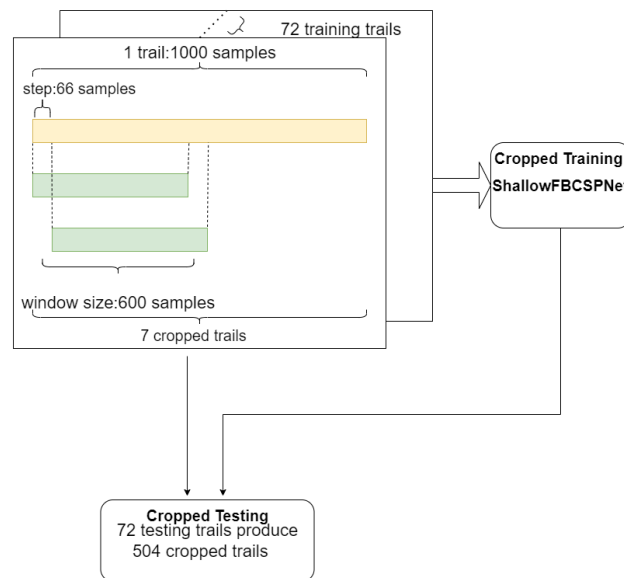 72 training trails
1 trail:1000 samples
step:66 samples
window size:600 samples
7 cropped trails
Cropped Training
ShallowFBCSPNet
Cropped Testing
72 testing trails produce
504 cropped trails